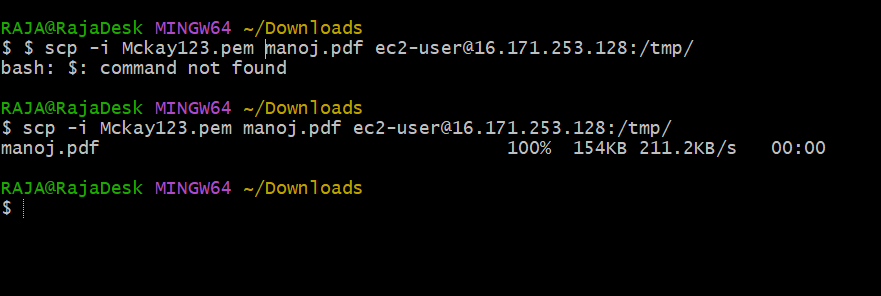 RAJA@RajaDesk MINGW64 ~/Downloads
$ $ scp -i Mckay123.pem manoj.pdf ec2-user@16.171.253.128:/tmp/
bash: $: command not found
RAJA@RajaDesk MINGW64 ~/Downloads
$ scp -i Mckay123.pem manoj.pdf ec2-user@16.171.253.128:/tmp/
manoj.pdf 100% 154KB 211.2KB/s 00:00
RAJA@RajaDesk MINGW64 ~/Downloads
$